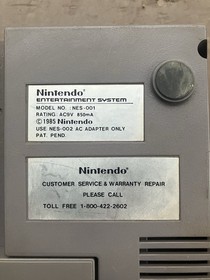 Nintendo
ENTERTAINMENT SYSTEM
MODEL NO.: NES-001
RATING: AC9V 850mA
©1985 Nintendo
USE NES-002 AC ADAPTER ONLY
PAT. PEND.
Nintendo
CUSTOMER SERVICE & WARRANTY REPAIR
PLEASE CALL
TOLL FREE 1-800-422-2602